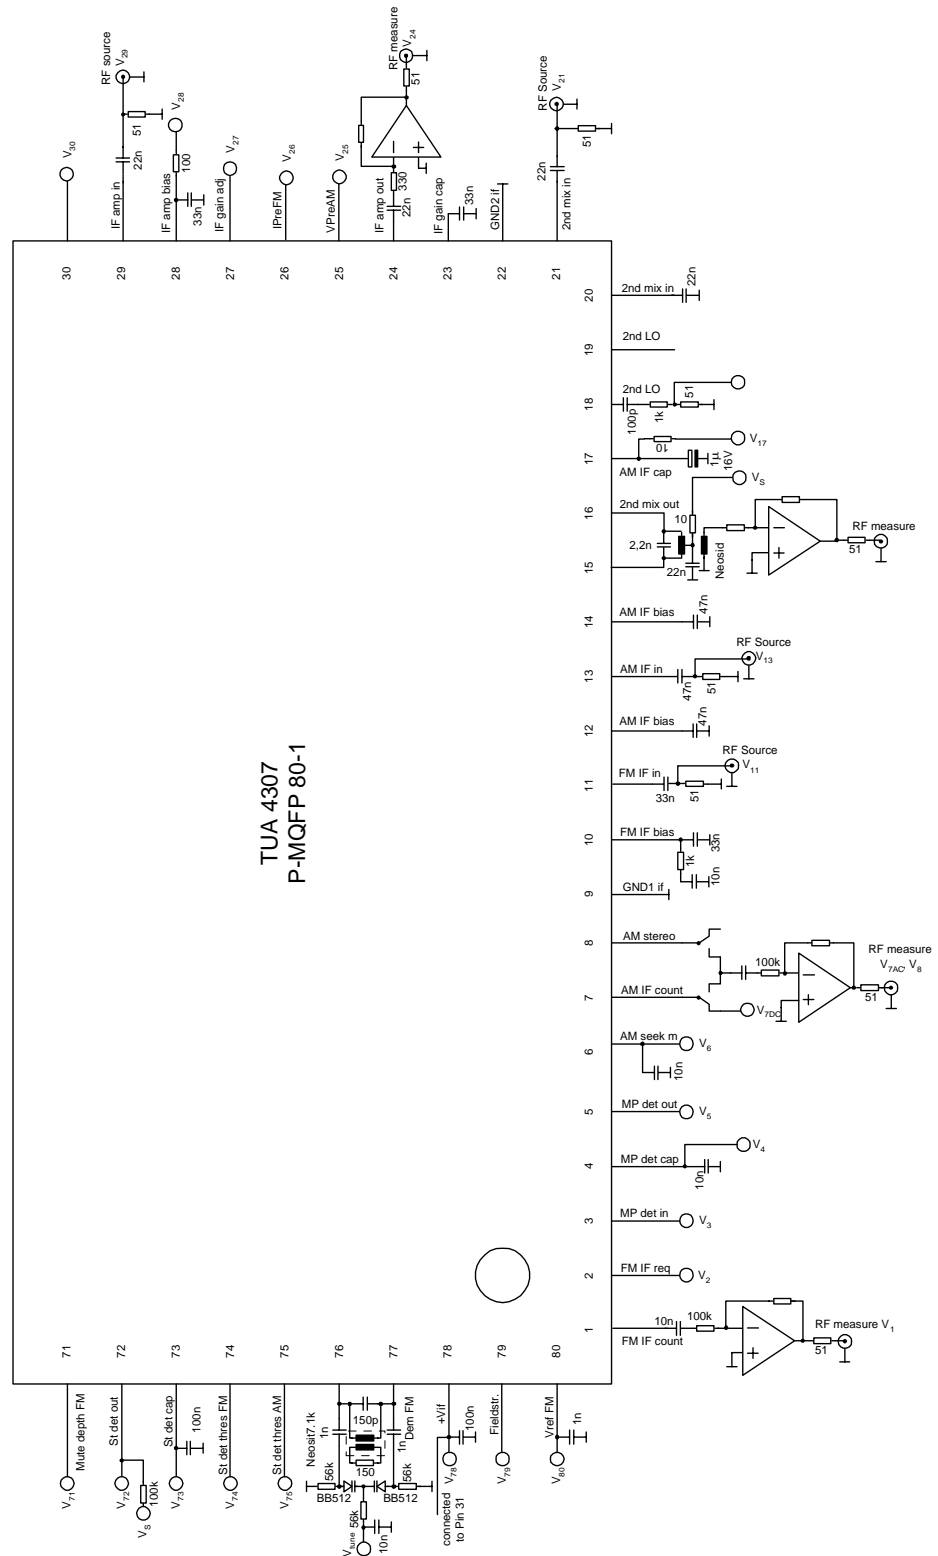 RF source
V29
51
22n
IF amp in
V30
V28
100
33n
IF amp bias
V27
IF gain adj
V26
IPreFM
V25
VPreAM
RF measure
V24
51
330
22n
IF amp out
33n
IF gain cap
GND2 if
RF Source
V21
51
22n
2nd mix in
30
29
28
27
26
25
24
23
22
21
20
2nd mix in
22n
19
2nd LO
18
2nd LO
100p
1k
51
17
AM IF cap
10
V17
1µ
16V
16
2nd mix out
VS
10
2,2n
22n
Neosid
51
RF measure
15
14
AM IF bias
47n
13
AM IF in
47n
51
RF Source
V13
12
AM IF bias
47n
11
FM IF in
33n
51
RF Source
V11
10
FM IF bias
33n
1k
10n
9
GND1 if
8
AM stereo
100k
51
RF measure
V7AC, V8
7
AM IF count
V7DC
6
AM seek m
V6
10n
5
MP det out
V5
4
MP det cap
V4
10n
3
MP det in
V3
2
FM IF req
V2
1
FM IF count
10n
100k
51
RF measure V1
TUA 4307
P-MQFP 80-1
71
72
73
74
75
76
77
78
79
80
Mute depth FM
V71
St det out
V72
100k
VS
St det cap
100n
V73
St det thres FM
V74
St det thres AM
V75
Neosit7.1k
1n
150p
150
1n
Dem FM
56k
BB512
BB512
56k
56k
10n
Vtune
+Vif
100n
V78
connected
to Pin 31
Fieldstr.
V79
Vref FM
1n
V80